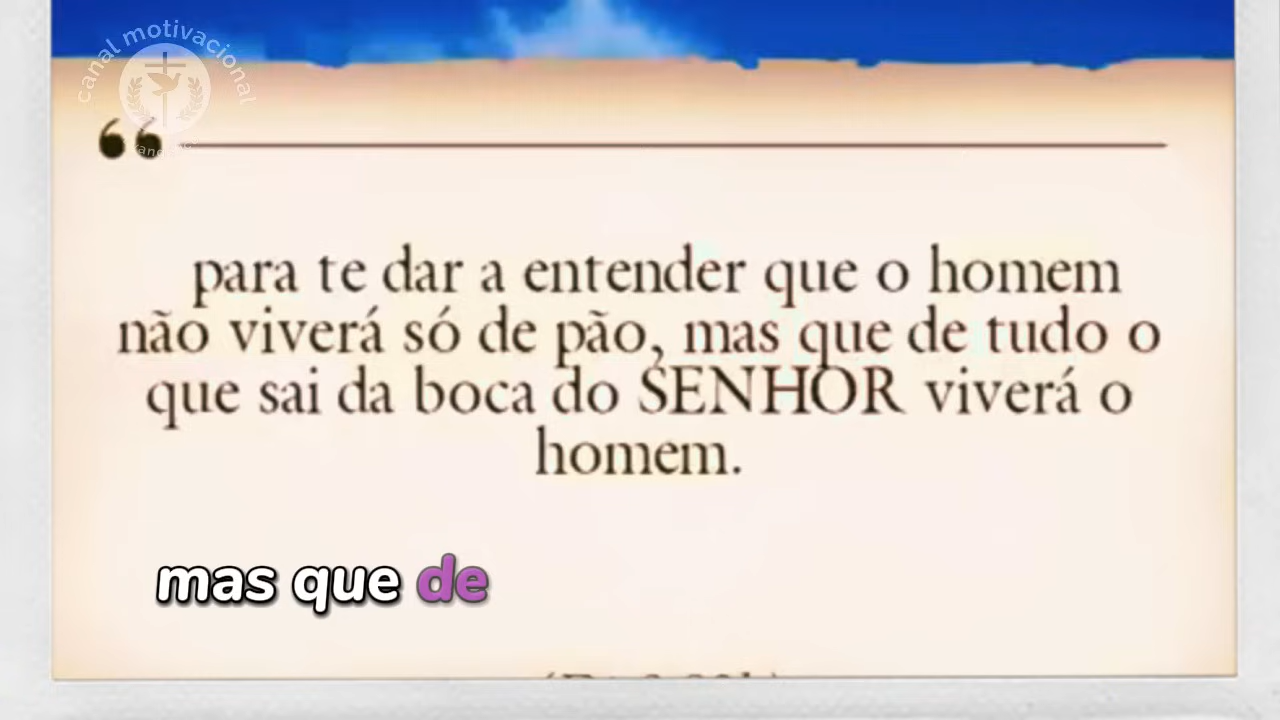 canal motivacional
para te dar a entender que o homem
não viverá só de pão, mas que de tudo o
que sai da boca do SENHOR viverá o
homem.
mas que de